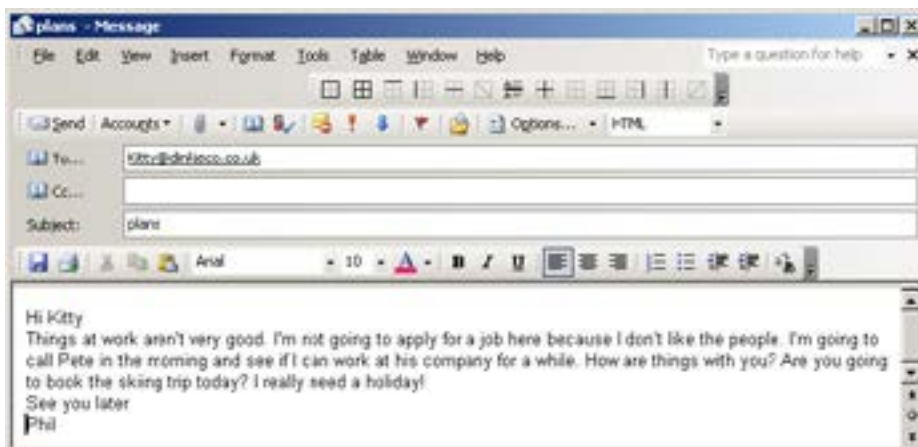 plans - Message
File Edit View Insert Format Tools Table Window Help Type a question for help
Send Accounts Options... HTML
To... Kitty@dinlasco.co.uk
Cc...
Subject: plans
Arial 10 A B I U
Hi Kitty
Things at work aren't very good. I'm not going to apply for a job here because I don't like the people. I'm going to
call Pete in the morning and see if I can work at his company for a while. How are things with you? Are you going
to book the skiing trip today? I really need a holiday!
See you later
Phil